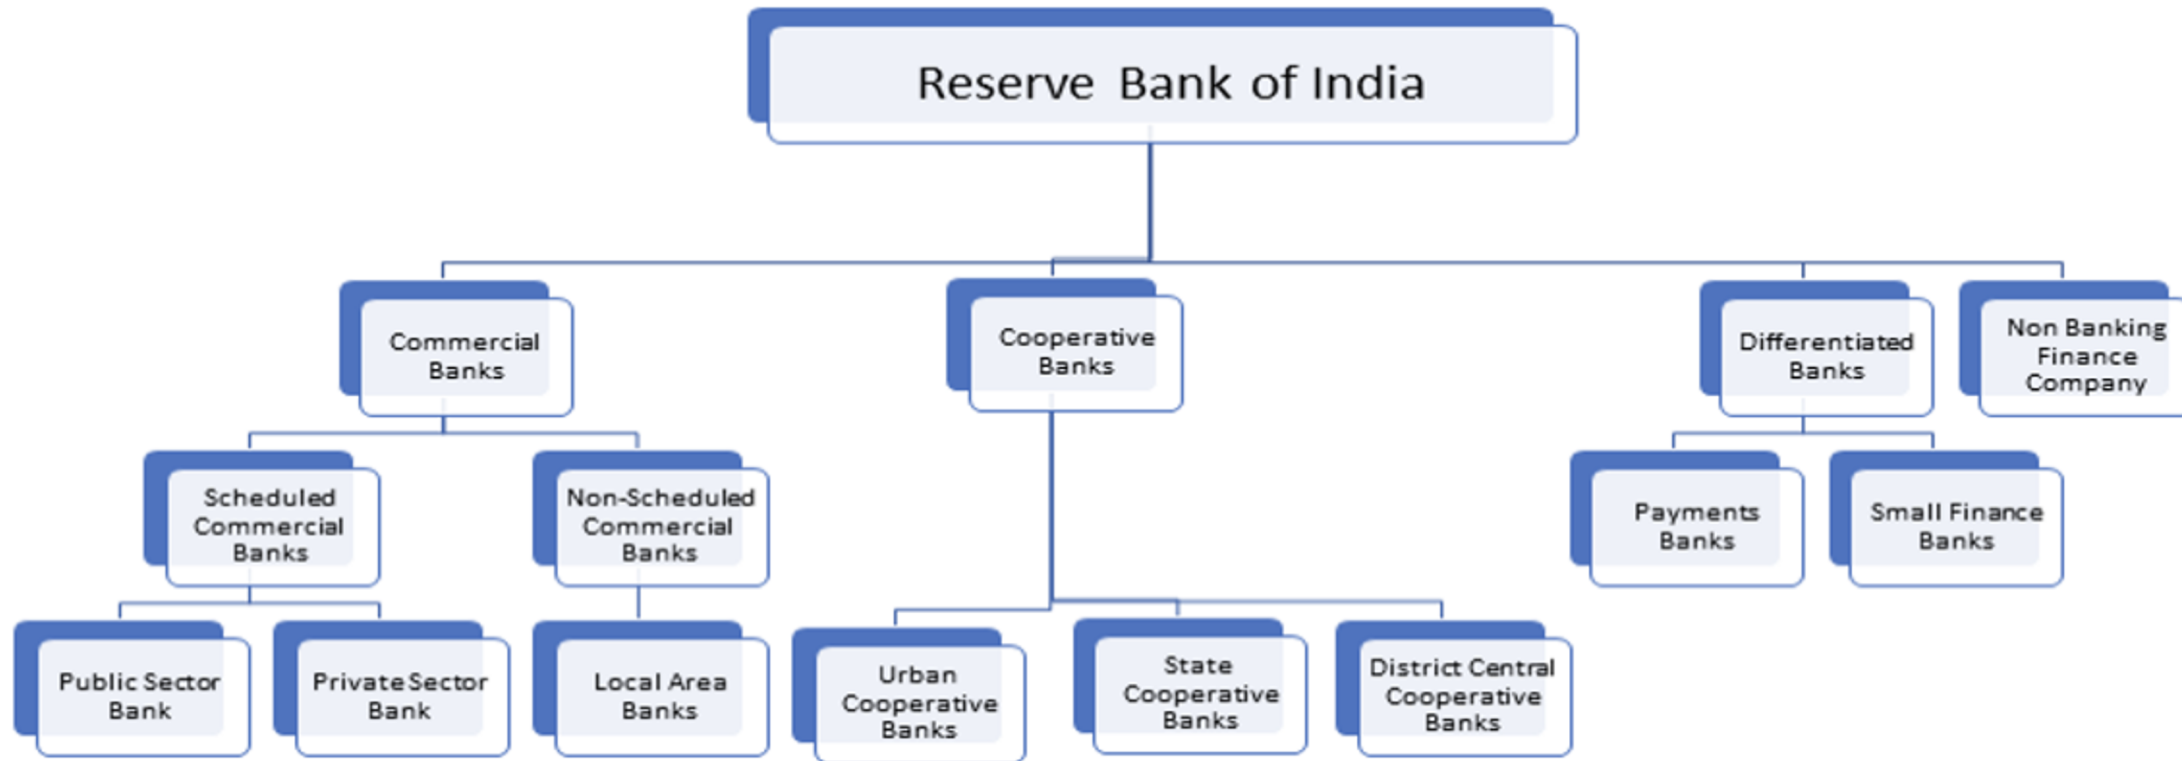 Reserve Bank of India
Commercial
Banks
Cooperative
Banks
Differentiated
Banks
Non Banking
Finance
Company
Scheduled
Commercial
Banks
Non-Scheduled
Commercial
Banks
Payments
Banks
Small Finance
Banks
Public Sector
Bank
Private Sector
Bank
Local Area
Banks
Urban
Cooperative
Banks
State
Cooperative
Banks
District Central
Cooperative
Banks